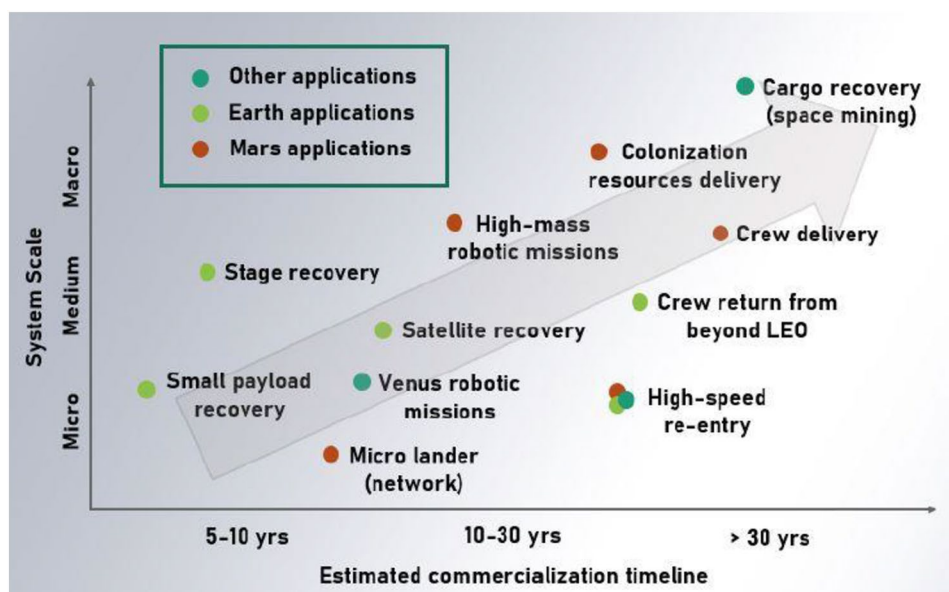 Other applications
Earth applications
Mars applications
Cargo recovery
(space mining)
Colonization
resources delivery
High-mass
robotic missions
Crew delivery
Stage recovery
Crew return from
beyond LEO
Satellite recovery
Small payload
recovery
Venus robotic
missions
High-speed
re-entry
Micro lander
(network)
System Scale
Macro
Medium
Micro
5-10 yrs
10-30 yrs
> 30 yrs
Estimated commercialization timeline